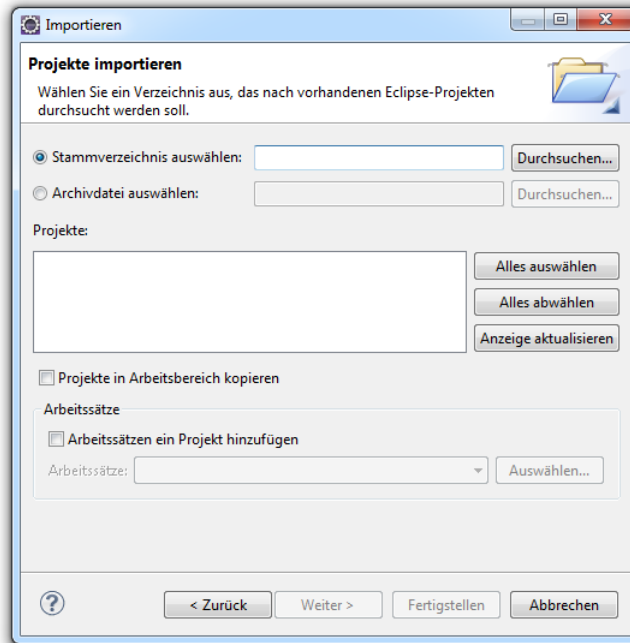 Importieren
Projekte importieren
Wählen Sie ein Verzeichnis aus, das nach vorhandenen Eclipse-Projekten
durchsucht werden soll.
Stammverzeichnis auswählen: Durchsuchen...
Archivdatei auswählen: Durchsuchen...
Projekte:
Alles auswählen
Alles abwählen
Anzeige aktualisieren
Projekte in Arbeitsbereich kopieren
Arbeitssätze
Arbeitssätzen ein Projekt hinzufügen
Arbeitssätze: Auswählen...
? < Zurück Weiter > Fertigstellen Abbrechen